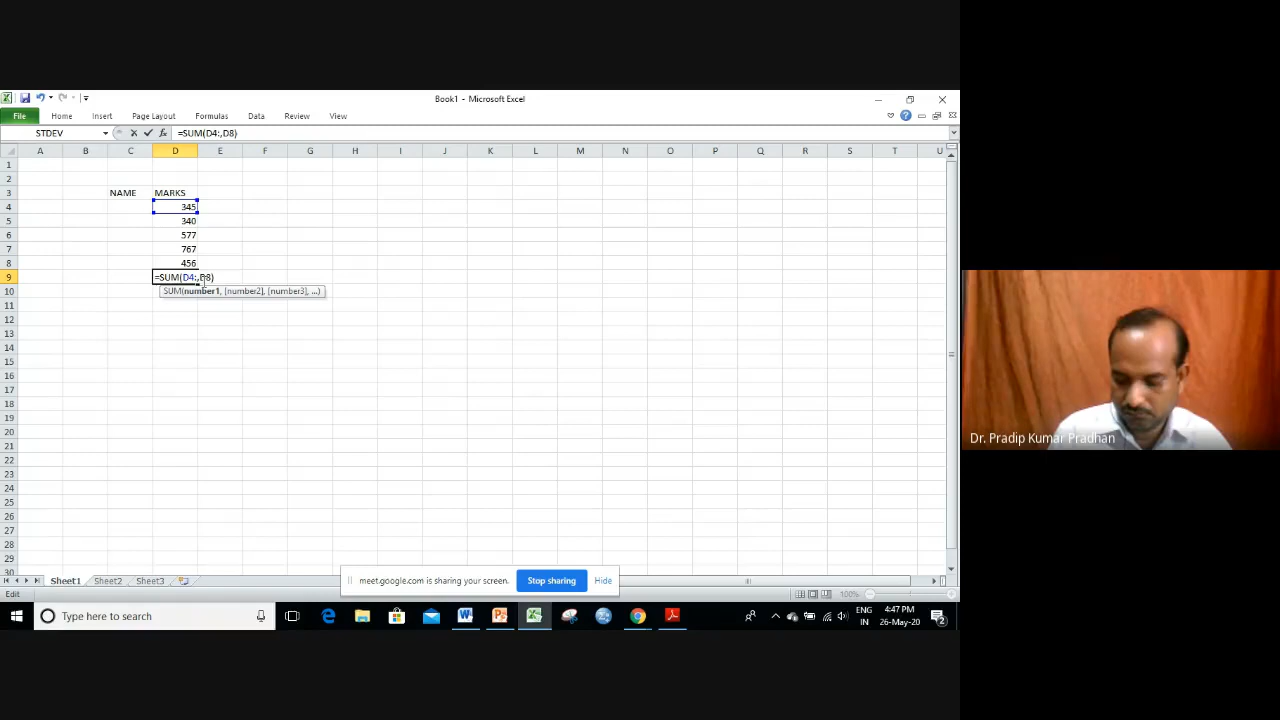 Book1 - Microsoft Excel
File Home Insert Page Layout Formulas Data Review View
STDEV fx =SUM(D4:,D8)
A B C D E F G H I J K L M N O P Q R S T U
1
2
3 NAME MARKS
4 345
5 340
6 577
7 767
8 456
9 =SUM(D4:,D8)
10 SUM(number1, [number2], [number3], ...)
11
12
13
14
15
16
17
18
19
20
21
22
23
24
25
26
27
28
29
30
Dr. Pradip Kumar Pradhan
Sheet1 Sheet2 Sheet3
meet.google.com is sharing your screen. Stop sharing Hide
Edit 100%
Type here to search
ENG 4:47 PM
IN 26-May-20 2